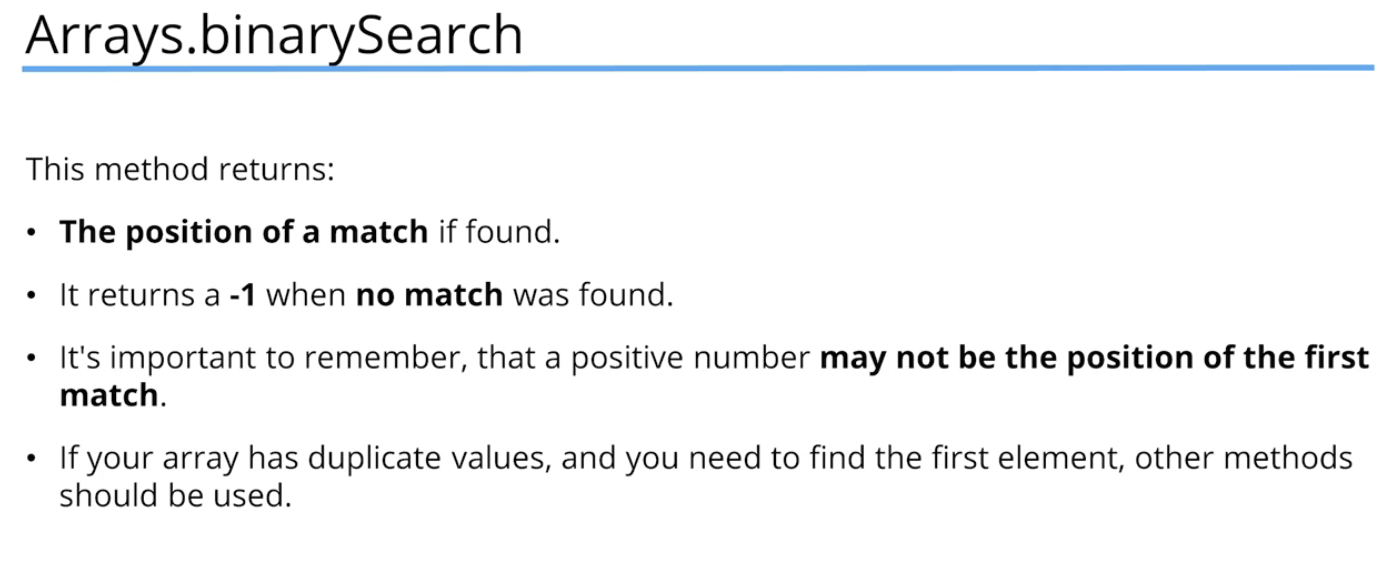 Arrays.binarySearch
This method returns:
• The position of a match if found.
• It returns a -1 when no match was found.
• It's important to remember, that a positive number may not be the position of the first
match.
• If your array has duplicate values, and you need to find the first element, other methods
should be used.